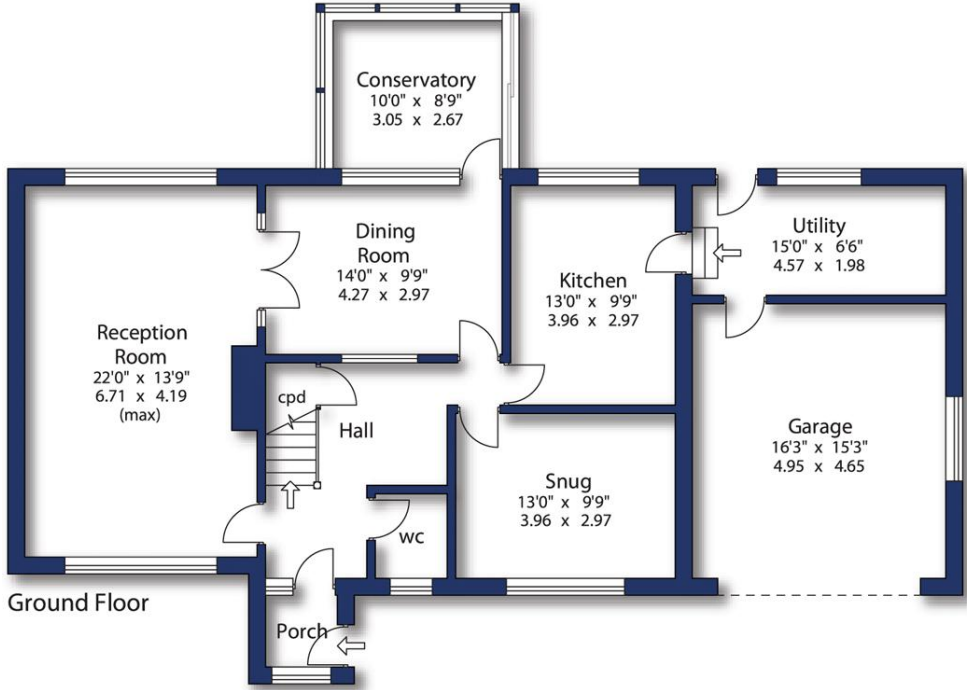 Conservatory
10'0" x 8'9"
3.05 x 2.67
Dining
Room
14'0" x 9'9"
4.27 x 2.97
Utility
15'0" x 6'6"
4.57 x 1.98
Kitchen
13'0" x 9'9"
3.96 x 2.97
Reception
Room
22'0" x 13'9"
6.71 x 4.19
(max)
cpd
Hall
Garage
16'3" x 15'3"
4.95 x 4.65
Snug
13'0" x 9'9"
3.96 x 2.97
wc
Ground Floor
Porch